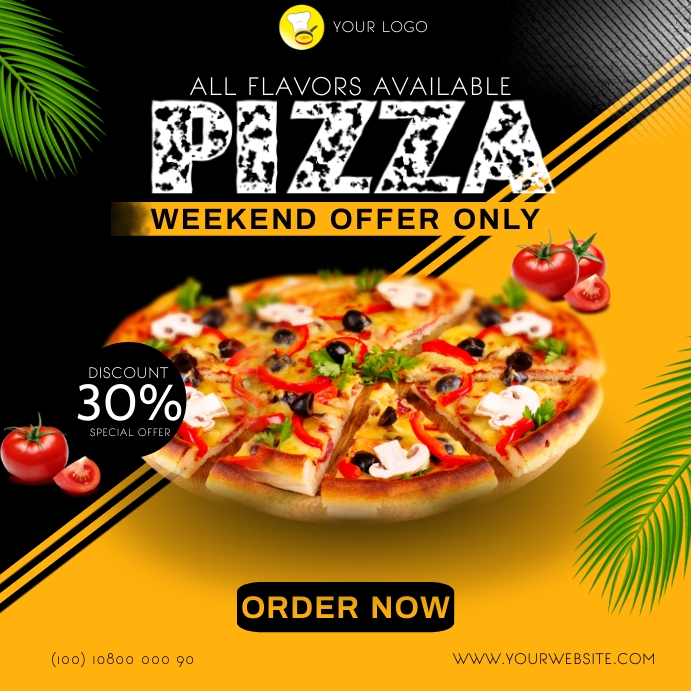 YOUR LOGO
ALL FLAVORS AVAILABLE
PIZZA
WEEKEND OFFER ONLY
DISCOUNT
30%
SPECIAL OFFER
ORDER NOW
(100) 10800 000 90
WWW.YOURWEBSITE.COM